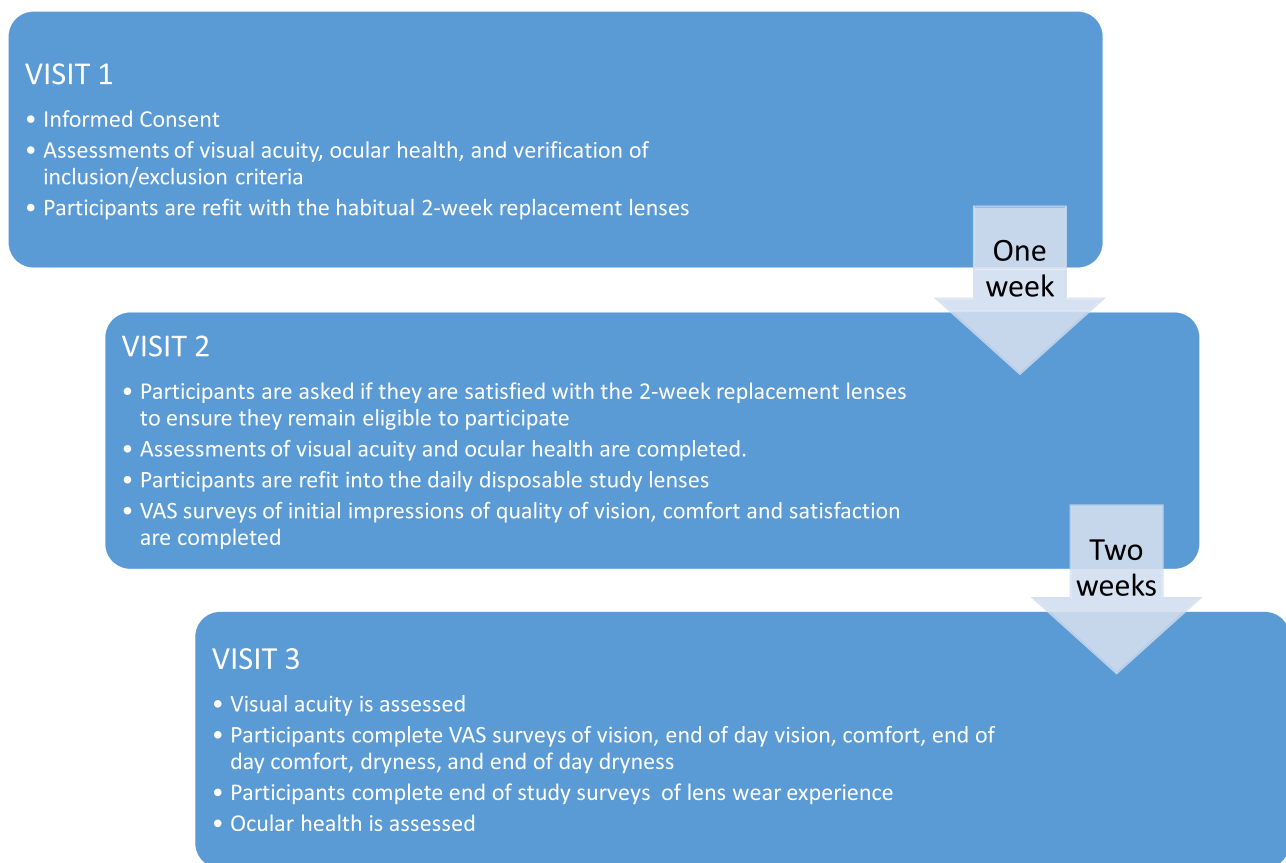 VISIT 1
• Informed Consent
• Assessments of visual acuity, ocular health, and verification of
inclusion/exclusion criteria
• Participants are refit with the habitual 2-week replacement lenses
One
week
VISIT 2
• Participants are asked if they are satisfied with the 2-week replacement lenses
to ensure they remain eligible to participate
• Assessments of visual acuity and ocular health are completed.
• Participants are refit into the daily disposable study lenses
• VAS surveys of initial impressions of quality of vision, comfort and satisfaction
are completed
Two
weeks
VISIT 3
• Visual acuity is assessed
• Participants complete VAS surveys of vision, end of day vision, comfort, end of
day comfort, dryness, and end of day dryness
• Participants complete end of study surveys of lens wear experience
• Ocular health is assessed